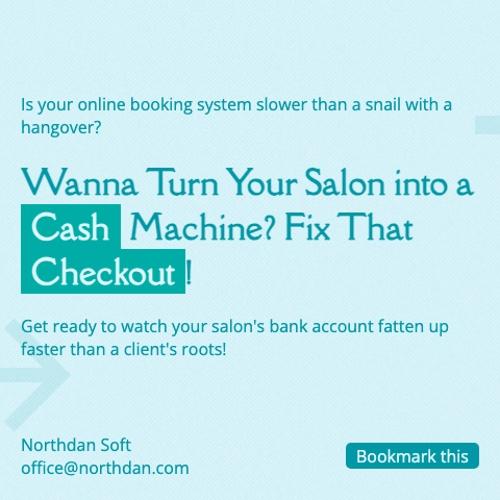 Is your online booking system slower than a snail with a
hangover?
Wanna Turn Your Salon into a
Cash Machine? Fix That
Checkout!
Get ready to watch your salon's bank account fatten up
faster than a client's roots!
Northdan Soft
office@northdan.com
Bookmark this